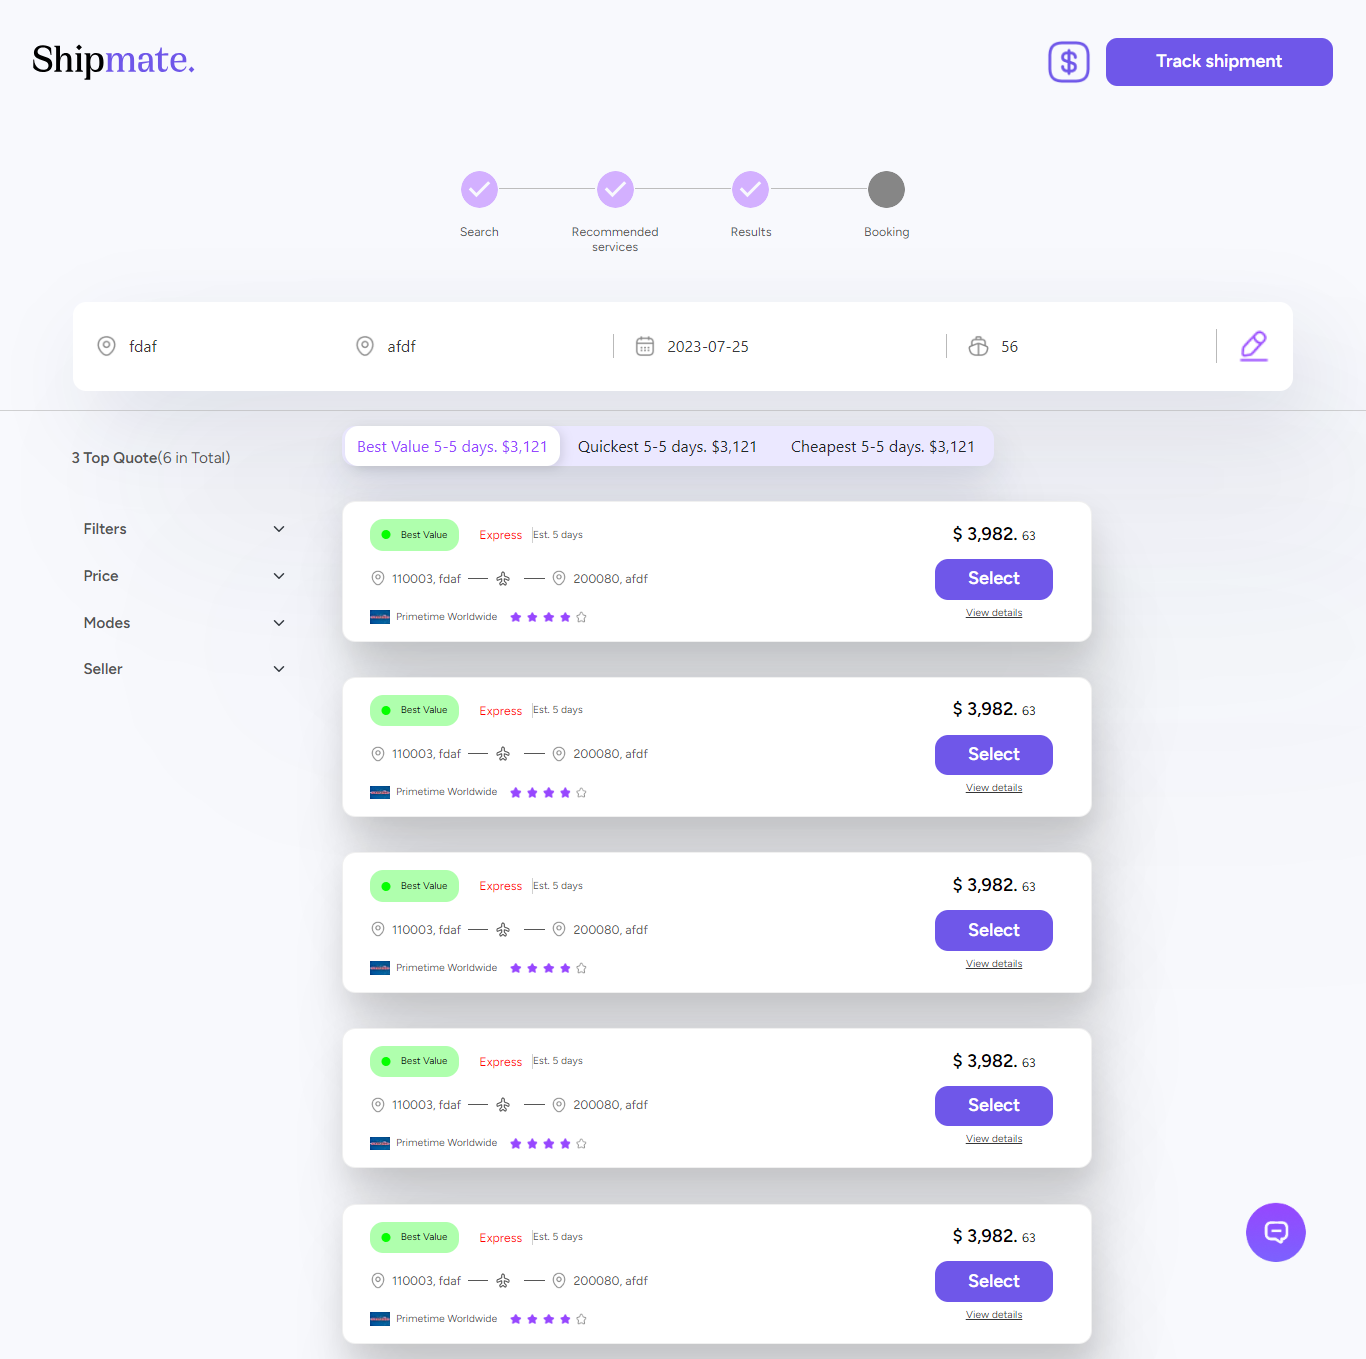 Shipmate.
$ Track shipment
Search
Recommended
services
Results
Booking
fdaf
afdf
2023-07-25
56
3 Top Quote(6 in Total)
Best Value 5-5 days. $3,121
Quickest 5-5 days. $3,121
Cheapest 5-5 days. $3,121
Filters
Price
Modes
Seller
Best Value Express Est. 5 days
$ 3,982. 63
110003, fdaf 200080, afdf
Select
Primetime Worldwide
View details
Best Value Express Est. 5 days
$ 3,982. 63
110003, fdaf 200080, afdf
Select
Primetime Worldwide
View details
Best Value Express Est. 5 days
$ 3,982. 63
110003, fdaf 200080, afdf
Select
Primetime Worldwide
View details
Best Value Express Est. 5 days
$ 3,982. 63
110003, fdaf 200080, afdf
Select
Primetime Worldwide
View details
Best Value Express Est. 5 days
$ 3,982. 63
110003, fdaf 200080, afdf
Select
Primetime Worldwide
View details